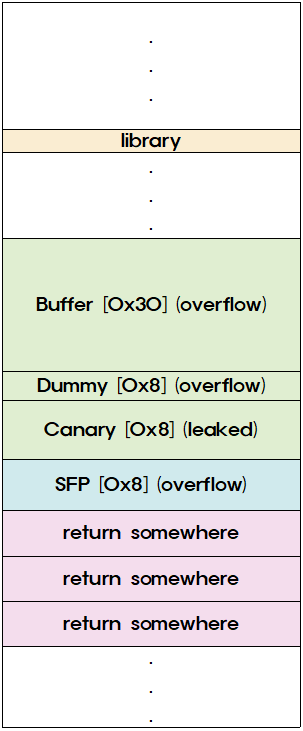 .
.
.
library
.
.
.
Buffer [0x30] (overflow)
Dummy [0x8] (overflow)
Canary [0x8] (leaked)
SFP [0x8] (overflow)
return somewhere
return somewhere
return somewhere
.
.
.